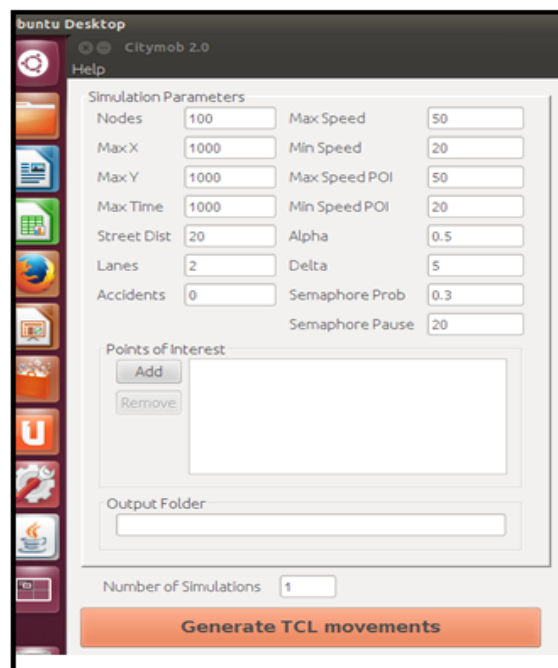 buntu Desktop
Citymob 2.0
Help
Simulation Parameters
Nodes 100 Max Speed 50
Max X 1000 Min Speed 20
Max Y 1000 Max Speed POI 50
Max Time 1000 Min Speed POI 20
Street Dist 20 Alpha 0.5
Lanes 2 Delta 5
Accidents 0 Semaphore Prob 0.3
Semaphore Pause 20
Points of Interest
Add
Remove
Output Folder
Number of Simulations 1
Generate TCL movements